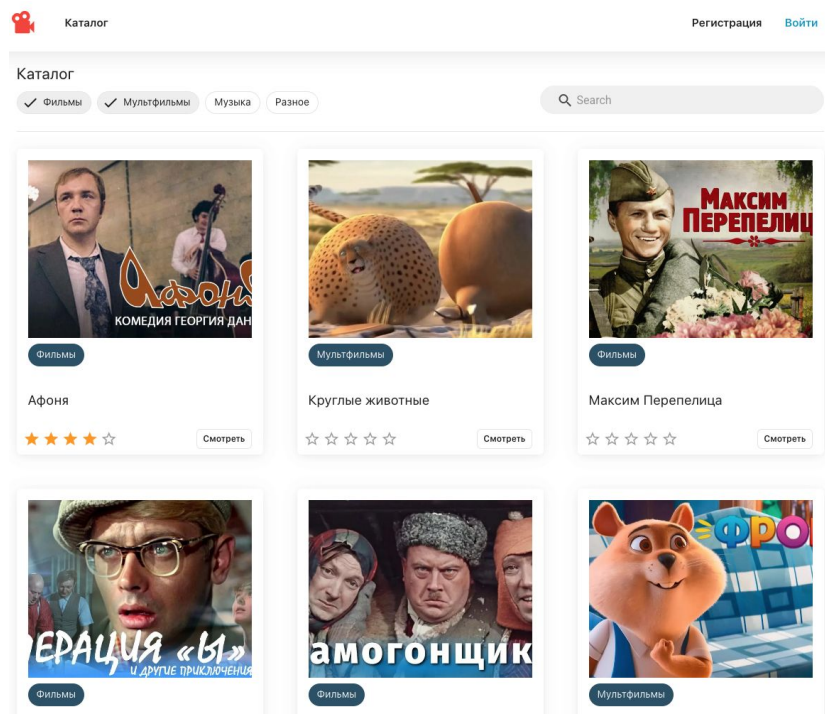 Каталог
Регистрация
Войти
Каталог
Фильмы
Мультфильмы
Музыка
Разное
Search
Афоня
КОМЕДИЯ ГЕОРГИЯ ДАН
МАКСИМ
ПЕРЕПЕЛИЦ
Фильмы
Мультфильмы
Фильмы
Афоня
Круглые животные
Максим Перепелица
Смотреть
Смотреть
Смотреть
ЕРАЦИЯ «Ы»
И ДРУГИЕ ПРИКЛЮЧЕНИЯ
амогонщик
ФРО
Фильмы
Фильмы
Мультфильмы